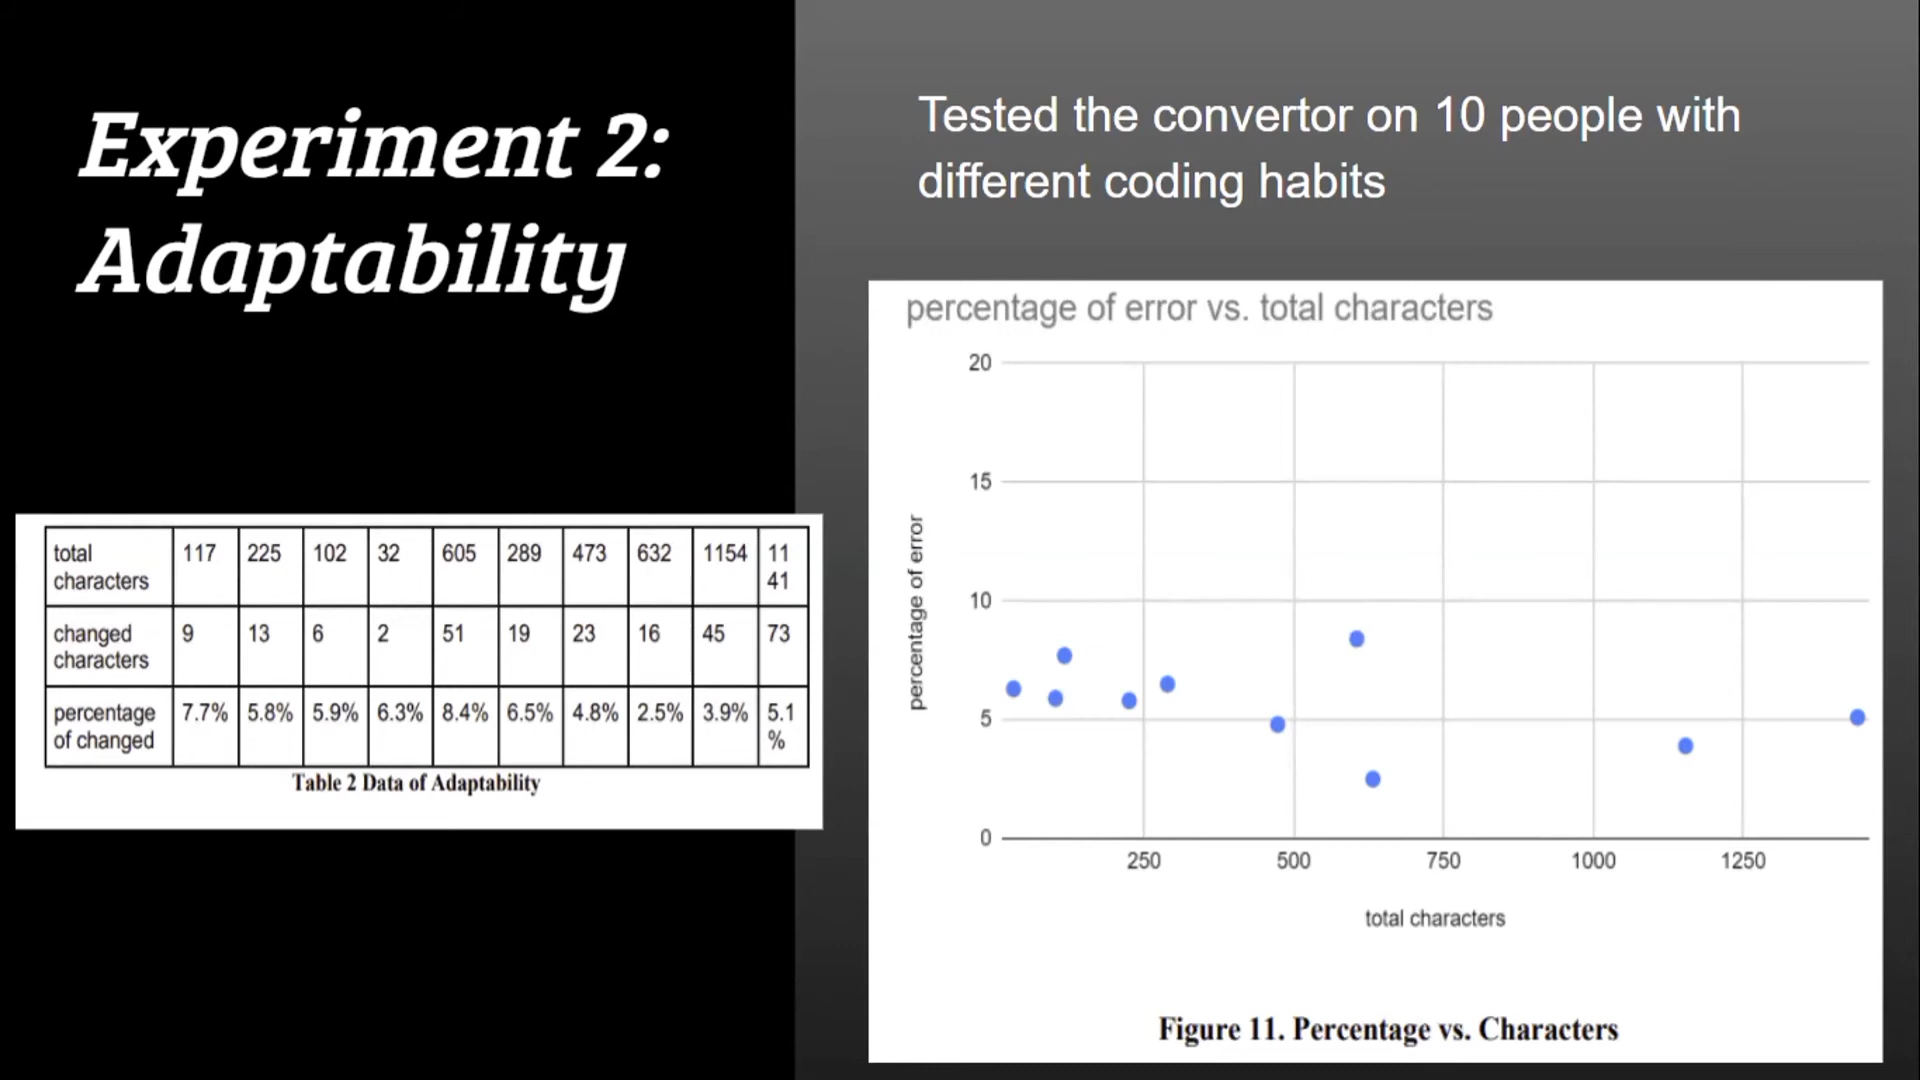 Experiment 2:
Adaptability
Tested the convertor on 10 people with
different coding habits
total 117 225 102 32 605 289 473 632 1154 11
characters 41
changed 9 13 6 2 51 19 23 16 45 73
characters
percentage 7.7% 5.8% 5.9% 6.3% 8.4% 6.5% 4.8% 2.5% 3.9% 5.1
of changed %
Table 2 Data of Adaptability
percentage of error vs. total characters
20
15
10
5
0
percentage of error
250 500 750 1000 1250
total characters
Figure 11. Percentage vs. Characters